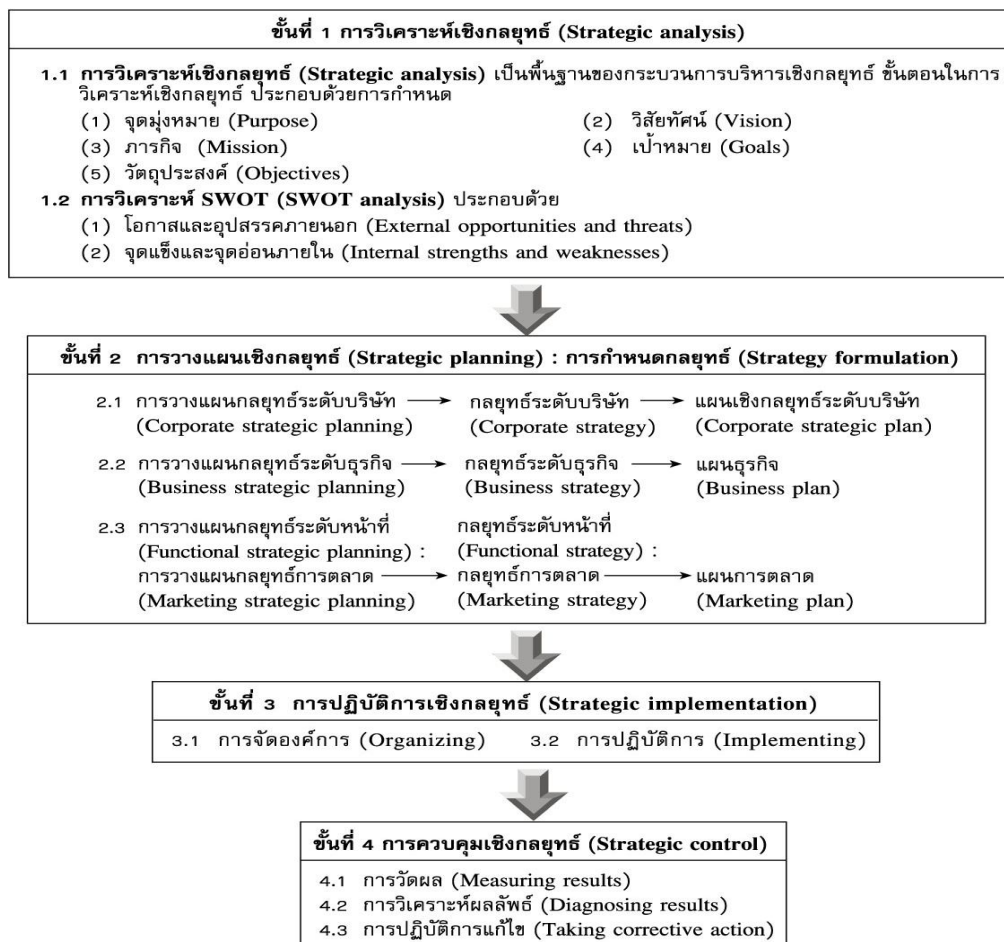 ขั้นที่ 1 การวิเคราะห์เชิงกลยุทธ์ (Strategic analysis)
1.1 การวิเคราะห์เชิงกลยุทธ์ (Strategic analysis) เป็นพื้นฐานของกระบวนการบริหารเชิงกลยุทธ์ ขั้นตอนในการ
วิเคราะห์เชิงกลยุทธ์ ประกอบด้วยการกำหนด
(1) จุดมุ่งหมาย (Purpose) (2) วิสัยทัศน์ (Vision)
(3) ภารกิจ (Mission) (4) เป้าหมาย (Goals)
(5) วัตถุประสงค์ (Objectives)
1.2 การวิเคราะห์ SWOT (SWOT analysis) ประกอบด้วย
(1) โอกาสและอุปสรรคภายนอก (External opportunities and threats)
(2) จุดแข็งและจุดอ่อนภายใน (Internal strengths and weaknesses)
ขั้นที่ 2 การวางแผนเชิงกลยุทธ์ (Strategic planning) : การกำหนดกลยุทธ์ (Strategy formulation)
2.1 การวางแผนกลยุทธ์ระดับบริษัท กลยุทธ์ระดับบริษัท แผนเชิงกลยุทธ์ระดับบริษัท
(Corporate strategic planning) (Corporate strategy) (Corporate strategic plan)
2.2 การวางแผนกลยุทธ์ระดับธุรกิจ กลยุทธ์ระดับธุรกิจ แผนธุรกิจ
(Business strategic planning) (Business strategy) (Business plan)
2.3 การวางแผนกลยุทธ์ระดับหน้าที่ กลยุทธ์ระดับหน้าที่
(Functional strategic planning) : (Functional strategy) :
การวางแผนกลยุทธ์การตลาด กลยุทธ์การตลาด แผนการตลาด
(Marketing strategic planning) (Marketing strategy) (Marketing plan)
ขั้นที่ 3 การปฏิบัติการเชิงกลยุทธ์ (Strategic implementation)
3.1 การจัดองค์การ (Organizing) 3.2 การปฏิบัติการ (Implementing)
ขั้นที่ 4 การควบคุมเชิงกลยุทธ์ (Strategic control)
4.1 การวัดผล (Measuring results)
4.2 การวิเคราะห์ผลลัพธ์ (Diagnosing results)
4.3 การปฏิบัติการแก้ไข (Taking corrective action)